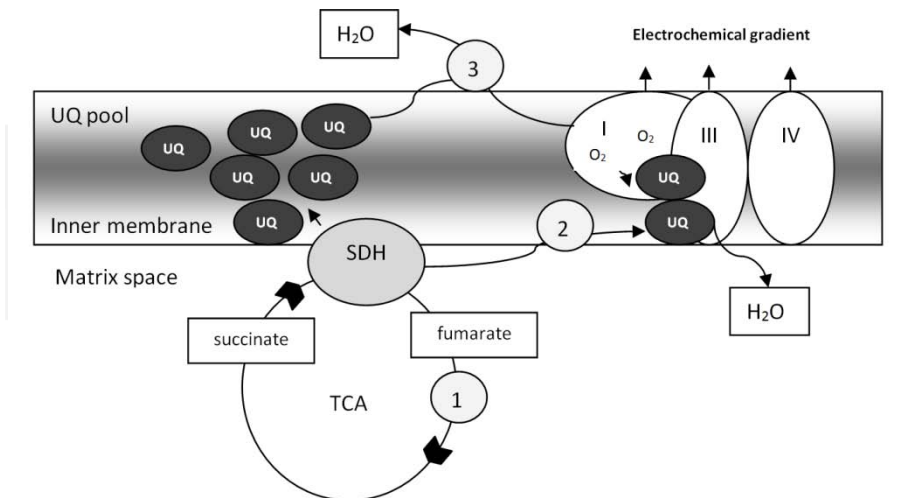 H₂O
Electrochemical gradient
3
UQ pool
UQ
UQ
UQ
UQ
UQ
UQ
I
O₂
O₂
III
IV
UQ
UQ
2
Inner membrane
Matrix space
SDH
H₂O
succinate
fumarate
TCA
1